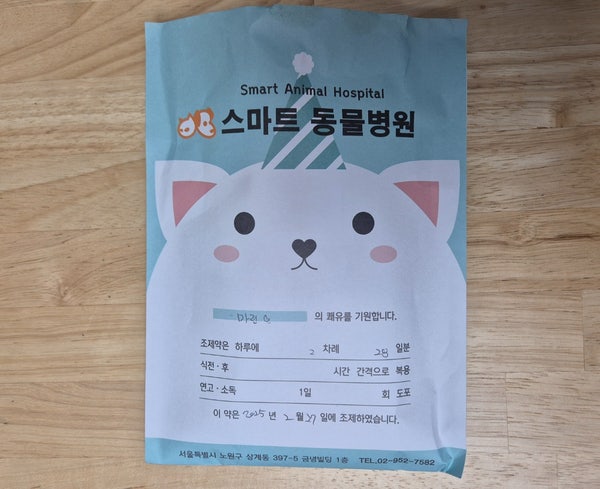 Smart Animal Hospital
스마트 동물병원
마린 의 쾌유를 기원합니다.
조제약은 하루에 2 차례 28 일분
식전·후 시간 간격으로 복용
연고·소독 1일 회 도포
이 약은 2025 년 2 월 27 일에 조제하였습니다.
서울특별시 노원구 상계동 397-5 궁녕빌딩 1층 TEL.02-952-7582